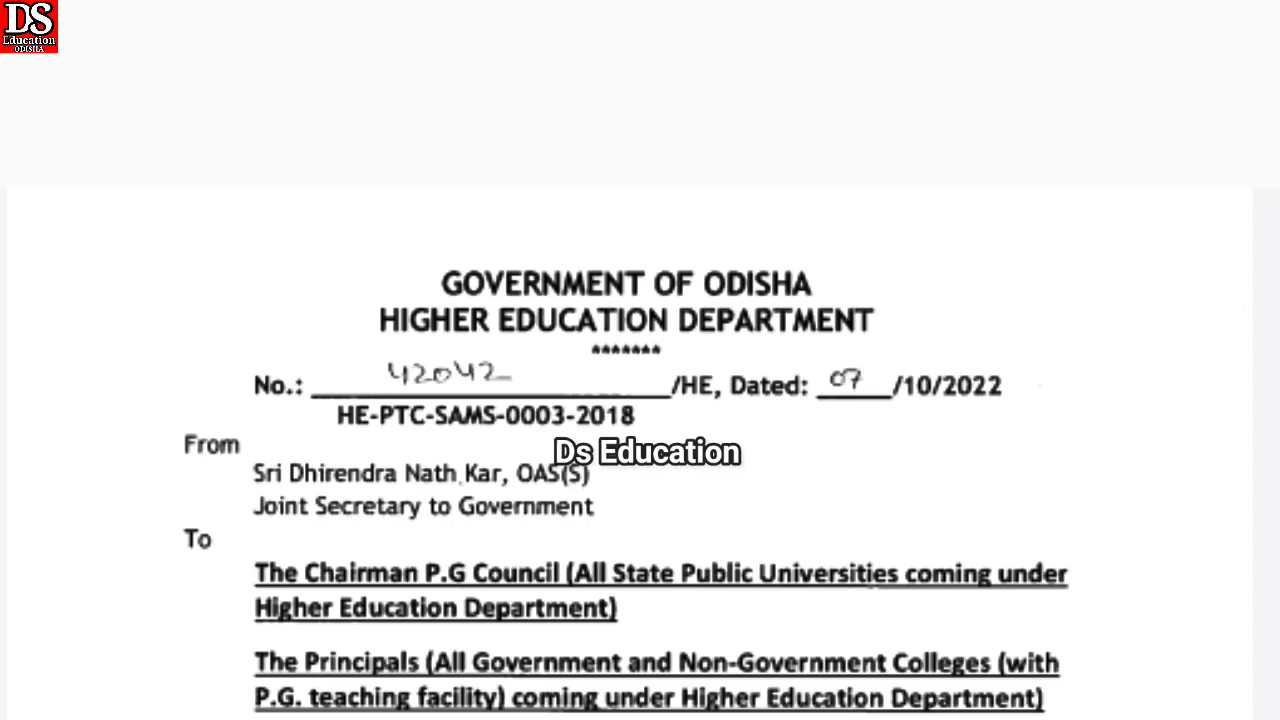 DS
Education
ODISHA
GOVERNMENT OF ODISHA
HIGHER EDUCATION DEPARTMENT
*******
No.: 42042 /HE, Dated: 07 /10/2022
HE-PTC-SAMS-0003-2018
From
Ds Education
Sri Dhirendra Nath Kar, OAS(S)
Joint Secretary to Government
To
The Chairman P.G Council (All State Public Universities coming under
Higher Education Department)
The Principals (All Government and Non-Government Colleges (with
P.G. teaching facility) coming under Higher Education Department)